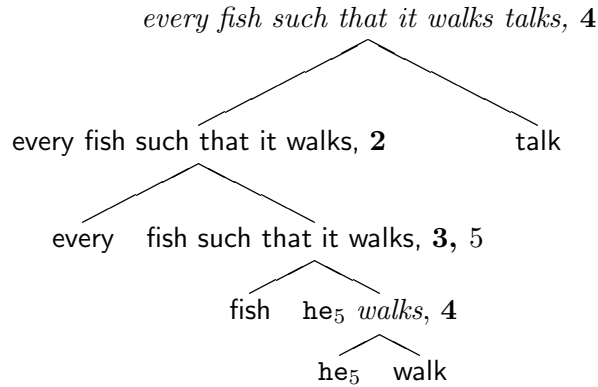 every fish such that it walks talks, 4
every fish such that it walks, 2 talk
every fish such that it walks, 3, 5
fish he₅ walks, 4
he₅ walk